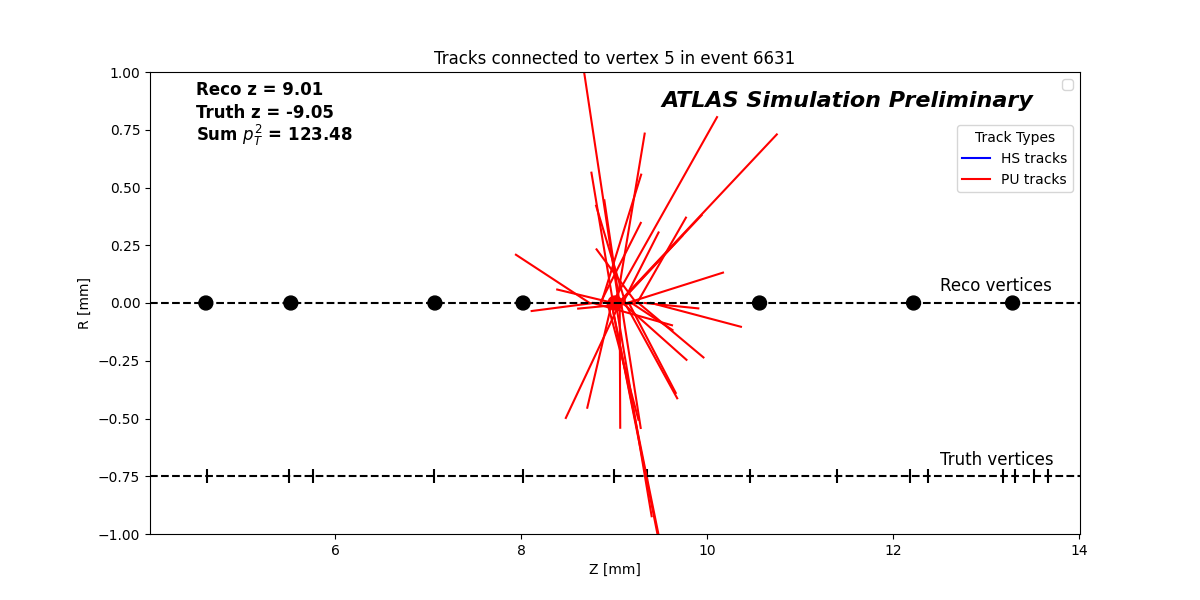 Tracks connected to vertex 5 in event 6631
Reco z = 9.01
Truth z = -9.05
Sum $p_T^2$ = 123.48
ATLAS Simulation Preliminary
Track Types
HS tracks
PU tracks
Reco vertices
Truth vertices
R [mm]
1.00
0.75
0.50
0.25
0.00
−0.25
−0.50
−0.75
−1.00
6 8 10 12 14
Z [mm]